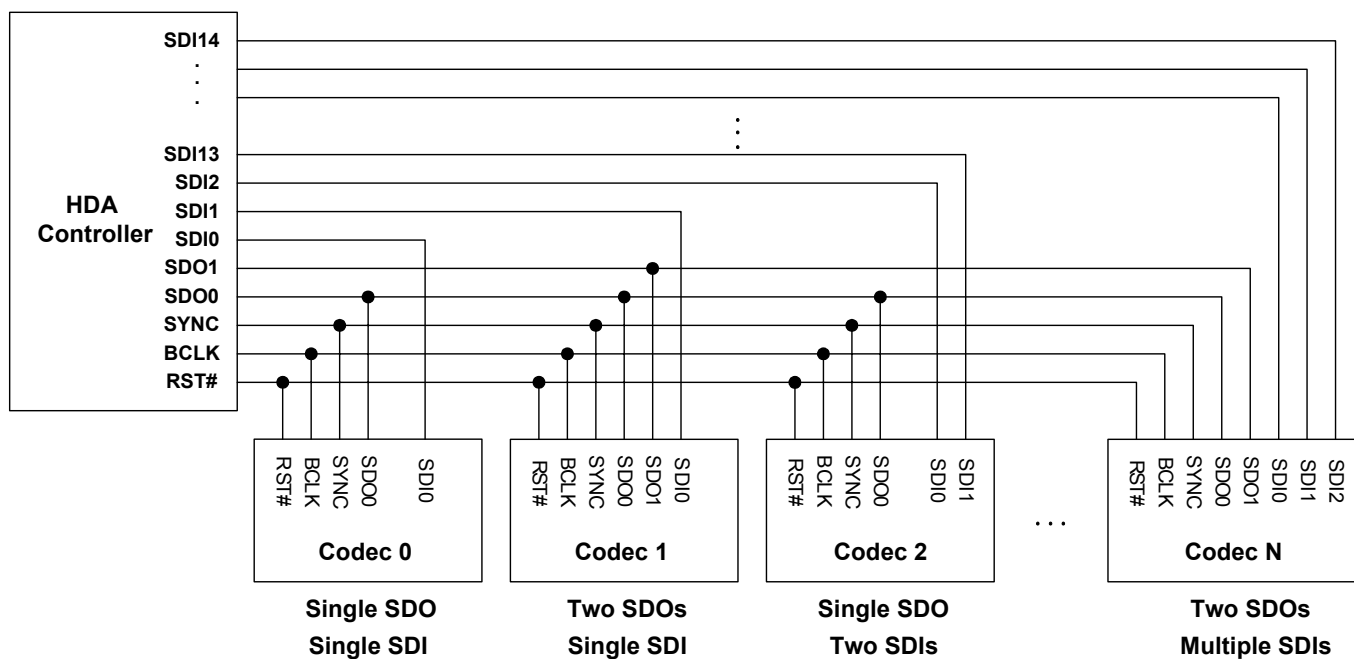 SDI14
.
.
.
SDI13
SDI2
SDI1
SDI0
SDO1
SDO0
SYNC
BCLK
RST#
HDA
Controller
RST#
BCLK
SYNC
SDO0
SDI0
Codec 0
Single SDO
Single SDI
RST#
BCLK
SYNC
SDO0
SDO1
SDI0
Codec 1
Two SDOs
Single SDI
RST#
BCLK
SYNC
SDO0
SDI0
SDI1
Codec 2
Single SDO
Two SDIs
. . .
RST#
BCLK
SYNC
SDO0
SDO1
SDI0
SDI1
SDI2
Codec N
Two SDOs
Multiple SDIs